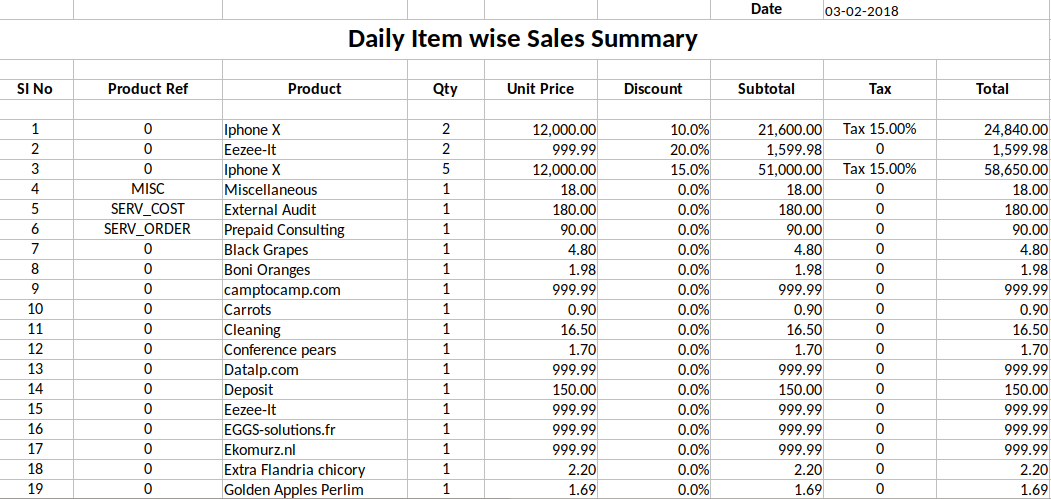 Date 03-02-2018
Daily Item wise Sales Summary
Sl No Product Ref Product Qty Unit Price Discount Subtotal Tax Total
1 0 Iphone X 2 12,000.00 10.0% 21,600.00 Tax 15.00% 24,840.00
2 0 Eezee-It 2 999.99 20.0% 1,599.98 0 1,599.98
3 0 Iphone X 5 12,000.00 15.0% 51,000.00 Tax 15.00% 58,650.00
4 MISC Miscellaneous 1 18.00 0.0% 18.00 0 18.00
5 SERV_COST External Audit 1 180.00 0.0% 180.00 0 180.00
6 SERV_ORDER Prepaid Consulting 1 90.00 0.0% 90.00 0 90.00
7 0 Black Grapes 1 4.80 0.0% 4.80 0 4.80
8 0 Boni Oranges 1 1.98 0.0% 1.98 0 1.98
9 0 camptocamp.com 1 999.99 0.0% 999.99 0 999.99
10 0 Carrots 1 0.90 0.0% 0.90 0 0.90
11 0 Cleaning 1 16.50 0.0% 16.50 0 16.50
12 0 Conference pears 1 1.70 0.0% 1.70 0 1.70
13 0 Datalp.com 1 999.99 0.0% 999.99 0 999.99
14 0 Deposit 1 150.00 0.0% 150.00 0 150.00
15 0 Eezee-It 1 999.99 0.0% 999.99 0 999.99
16 0 EGGS-solutions.fr 1 999.99 0.0% 999.99 0 999.99
17 0 Ekomurz.nl 1 999.99 0.0% 999.99 0 999.99
18 0 Extra Flandria chicory 1 2.20 0.0% 2.20 0 2.20
19 0 Golden Apples Perlim 1 1.69 0.0% 1.69 0 1.69